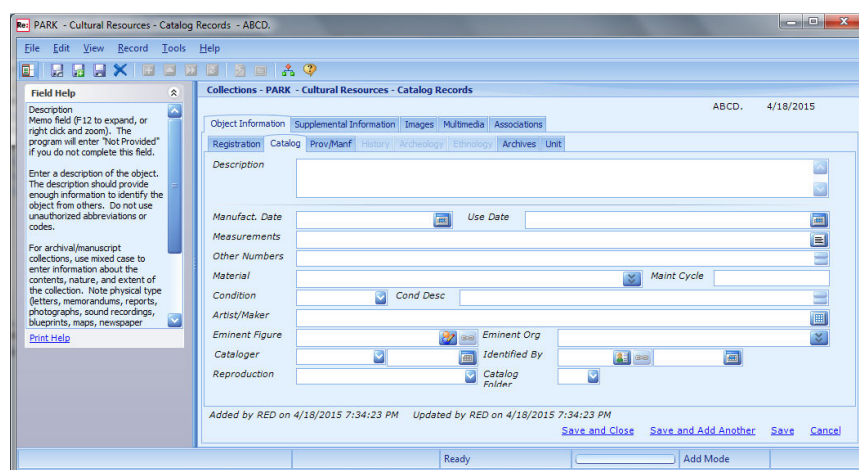 Re: PARK - Cultural Resources - Catalog Records - ABCD.
File Edit View Record Tools Help
Field Help
Description
Memo field (F12 to expand, or
right click and zoom). The
program will enter "Not Provided"
if you do not complete this field.
Enter a description of the object.
The description should provide
enough information to identify the
object from others. Do not use
unauthorized abbreviations or
codes.
For archival/manuscript
collections, use mixed case to
enter information about the
contents, nature, and extent of
the collection. Note physical type
(letters, memorandums, reports,
photographs, sound recordings,
blueprints, maps, newspaper
Print Help
Collections - PARK - Cultural Resources - Catalog Records
ABCD. 4/18/2015
Object Information Supplemental Information Images Multimedia Associations
Registration Catalog Prov/Manf History Archeology Ethnology Archives Unit
Description
Manufact. Date Use Date
Measurements
Other Numbers
Material Maint Cycle
Condition Cond Desc
Artist/Maker
Eminent Figure Eminent Org
Cataloger Identified By
Reproduction Catalog
Folder
Added by RED on 4/18/2015 7:34:23 PM Updated by RED on 4/18/2015 7:34:23 PM
Save and Close Save and Add Another Save Cancel
Ready Add Mode